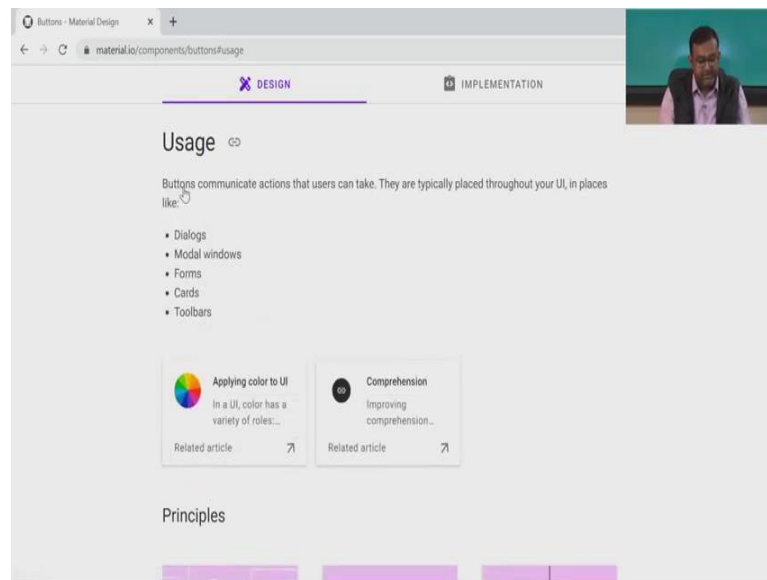 Buttons - Material Design
material.io/components/buttons#usage
DESIGN
IMPLEMENTATION
Usage
Buttons communicate actions that users can take. They are typically placed throughout your UI, in places
like:
• Dialogs
• Modal windows
• Forms
• Cards
• Toolbars
Applying color to UI
In a UI, color has a
variety of roles:...
Related article
Comprehension
Improving
comprehension...
Related article
Principles